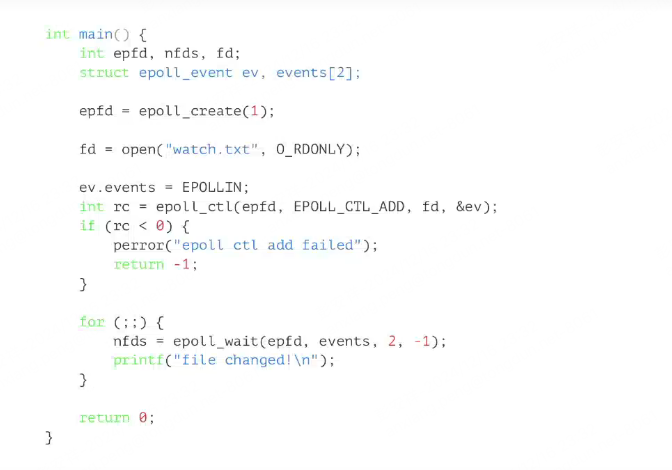 int main() {
int epfd, nfds, fd;
struct epoll_event ev, events[2];
epfd = epoll_create(1);
fd = open("watch.txt", O_RDONLY);
ev.events = EPOLLIN;
int rc = epoll_ctl(epfd, EPOLL_CTL_ADD, fd, &ev);
if (rc < 0) {
perror("epoll ctl add failed");
return -1;
}
for (;;) {
nfds = epoll_wait(epfd, events, 2, -1);
printf("file changed!\n");
}
return 0;
}